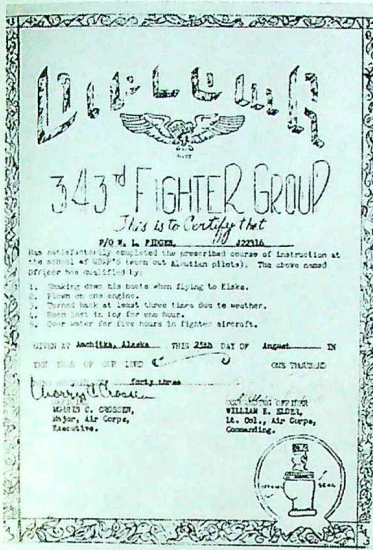 DIPLOMA
343rd FIGHTER GROUP
This is to Certify that
P/O W. L. J22316
Has satisfactorily completed the prescribed course of instruction at
the school of (worn out Aleutian pilots). The above named
Officer has qualified by:
1. Shaking down his boots when flying to Kiska.
2. Flown on one engine.
3. Turned back at least three times due to weather.
4. Been lost in fog for one hour.
5. Over water for five hours in fighter aircraft.
GIVEN AT Amchitka, Alaska THIS 25th DAY OF August IN
THE YEAR OF OUR LORD ONE THOUSAND
forty three
MORRIS C. CROSSEN
Major, Air Corps,
Executive.
COMMANDING OFFICER
WILLIAM E. ELDER,
Lt. Col., Air Corps,
Commanding.
OFFICIAL SEAL